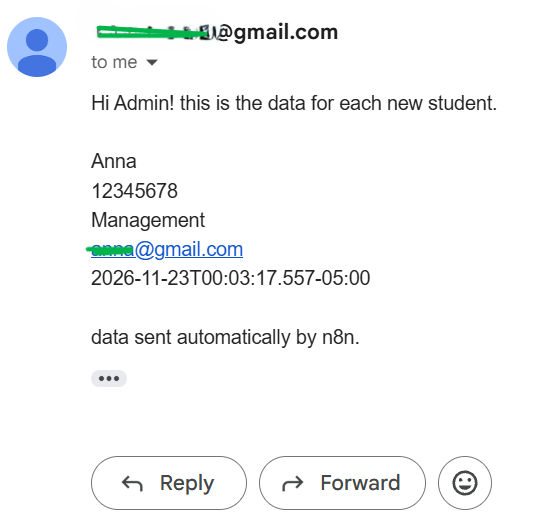 @gmail.com
to me
Hi Admin! this is the data for each new student.
Anna
12345678
Management
@gmail.com
2026-11-23T00:03:17.557-05:00
data sent automatically by n8n.
Reply
Forward